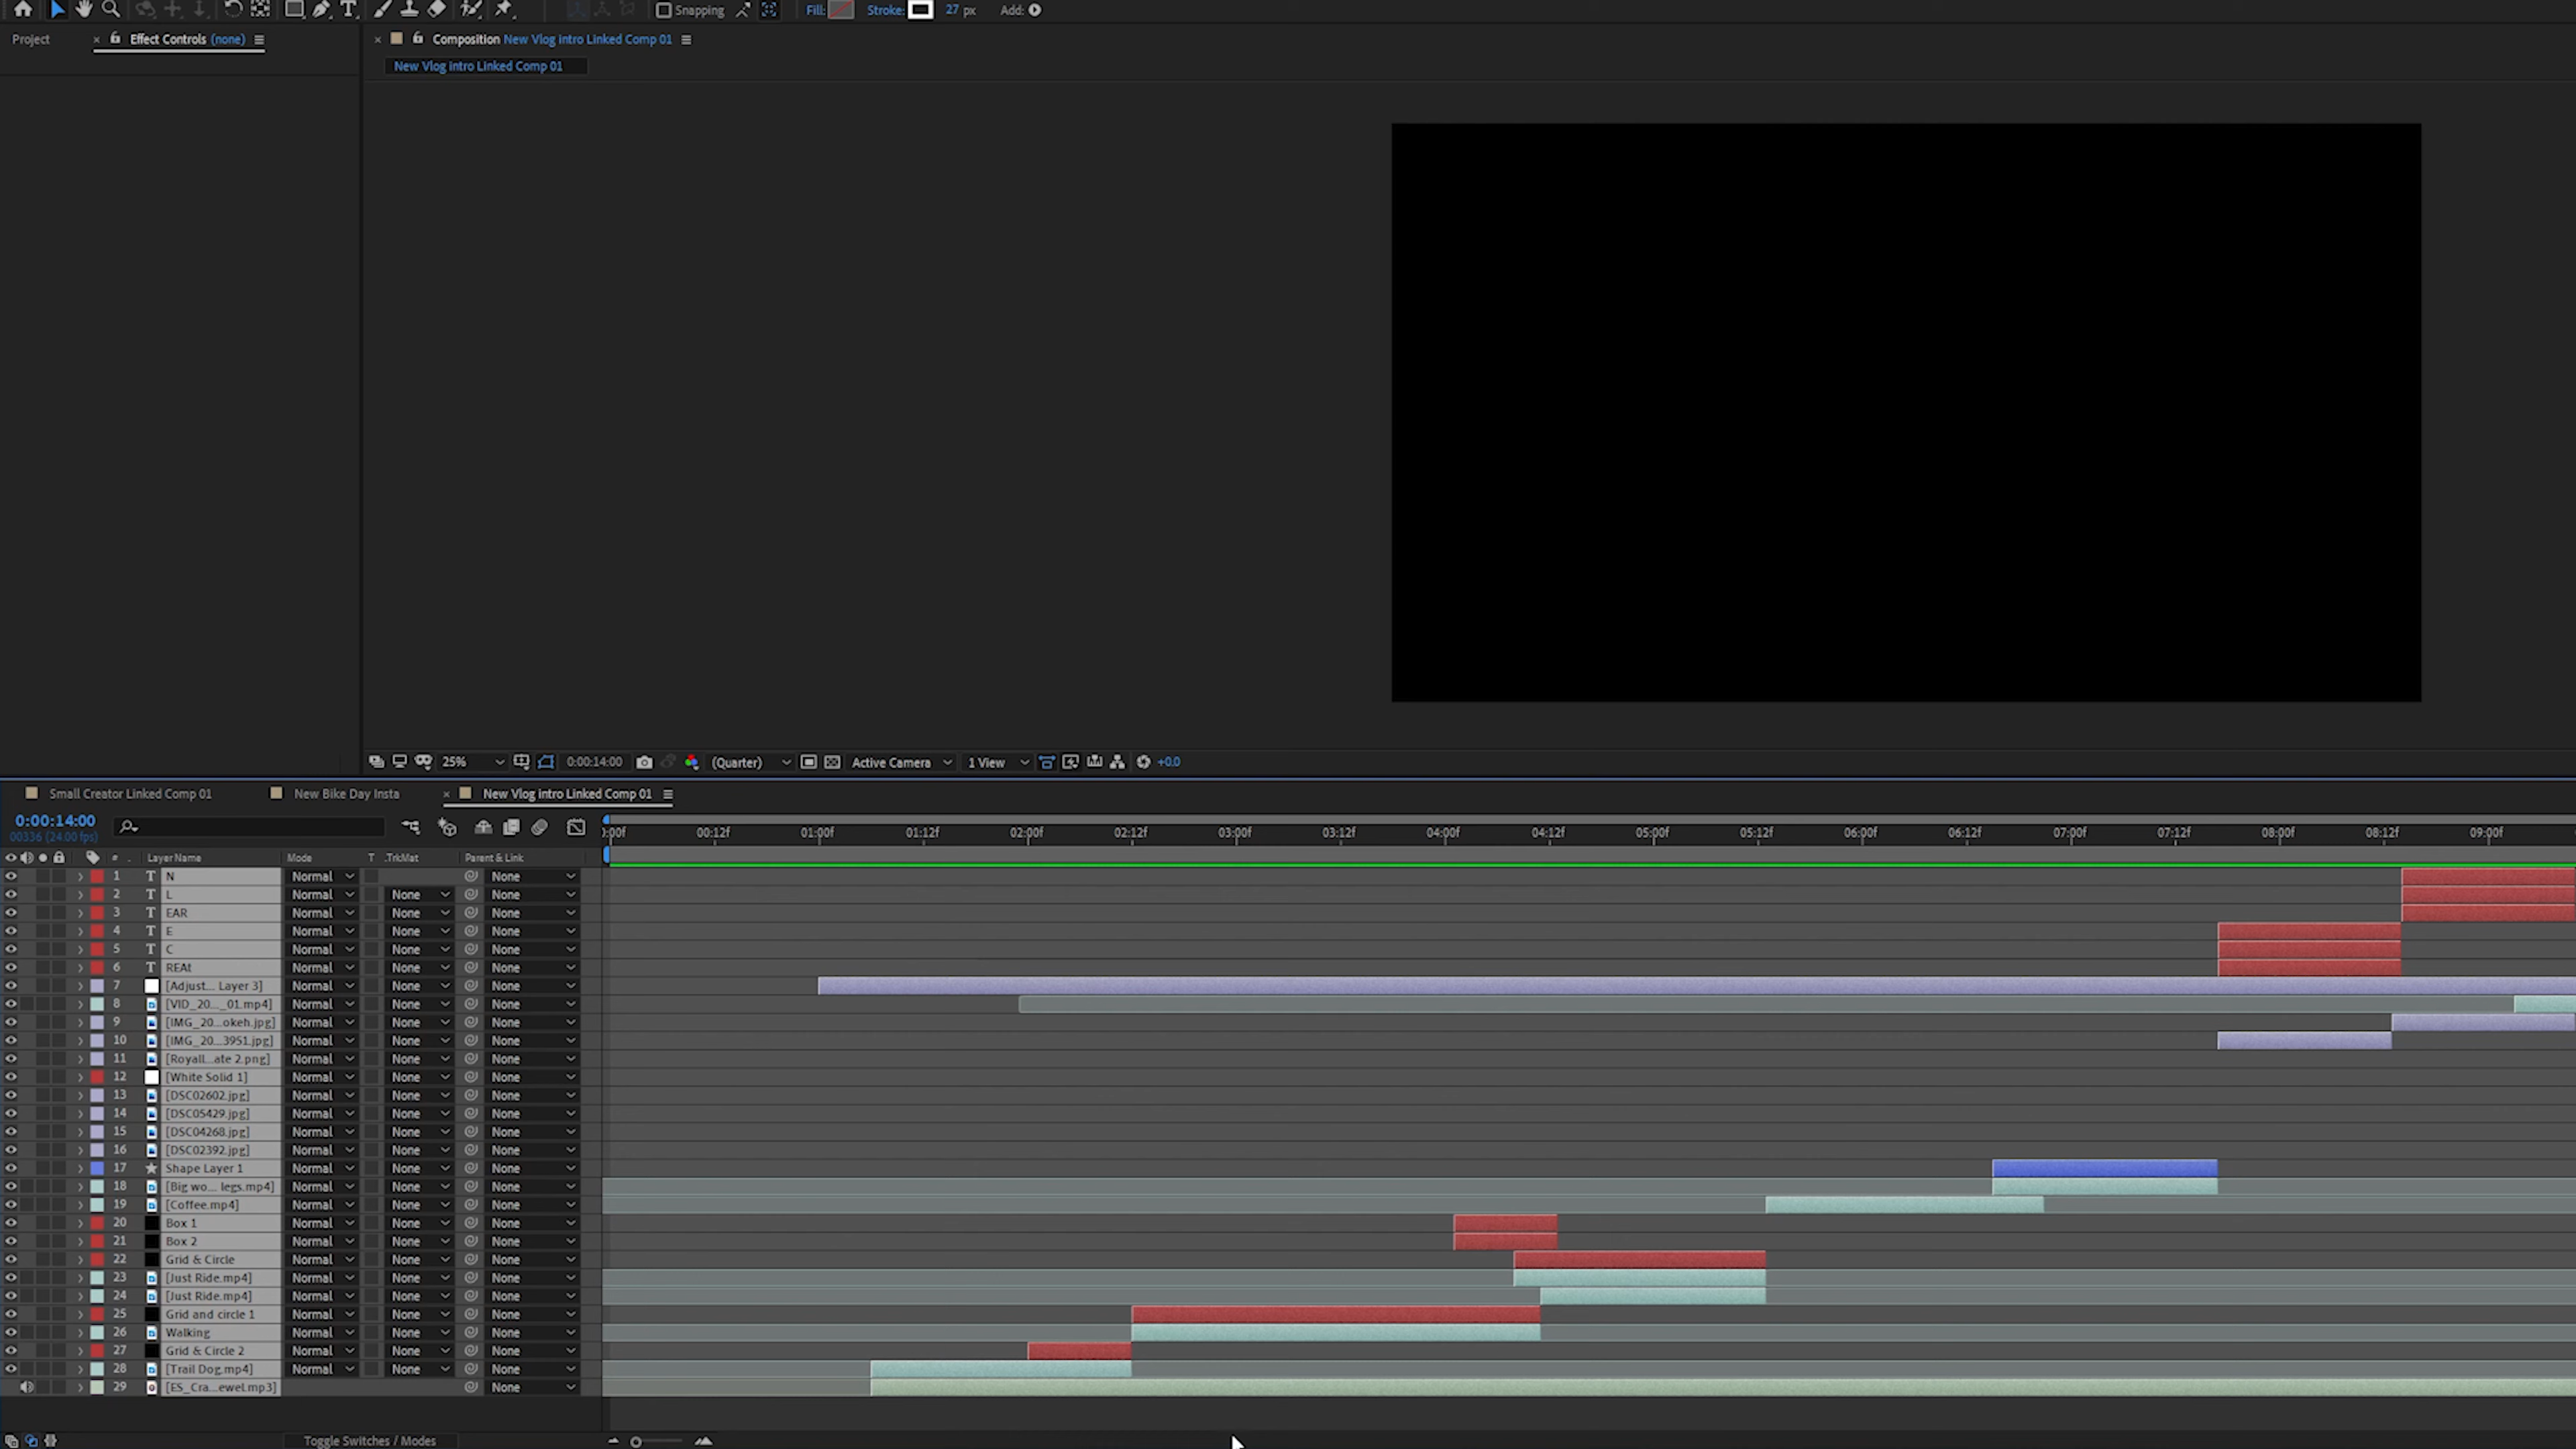 Snapping Fill: Stroke: 27 px Add:
Project Effect Controls (none) Composition New Vlog intro Linked Comp 01
New Vlog intro Linked Comp 01
25% 0:00:14:00 (Quarter) Active Camera 1 View +0.0
Small Creator Linked Comp 01 New Bike Day Insta New Vlog intro Linked Comp 01
0:00:14:00
00336 (24.00 fps)
):00f 00:12f 01:00f 01:12f 02:00f 02:12f 03:00f 03:12f 04:00f 04:12f 05:00f 05:12f 06:00f 06:12f 07:00f 07:12f 08:00f 08:12f 09:00f
# . Layer Name Mode T .TrkMat Parent & Link
1 T N Normal None
2 T L Normal None None
3 T EAR Normal None None
4 T E Normal None None
5 T C Normal None None
6 T REAt Normal None None
7 [Adjust... Layer 3] Normal None None
8 [VID_20..._01.mp4] Normal None None
9 [IMG_20...okeh.jpg] Normal None None
10 [IMG_20...3951.jpg] Normal None None
11 [Royall...ate 2.png] Normal None None
12 [White Solid 1] Normal None None
13 [DSC02602.jpg] Normal None None
14 [DSC05429.jpg] Normal None None
15 [DSC04268.jpg] Normal None None
16 [DSC02392.jpg] Normal None None
17 Shape Layer 1 Normal None None
18 [Big wo... legs.mp4] Normal None None
19 [Coffee.mp4] Normal None None
20 Box 1 Normal None None
21 Box 2 Normal None None
22 Grid & Circle Normal None None
23 [Just Ride.mp4] Normal None None
24 [Just Ride.mp4] Normal None None
25 Grid and circle 1 Normal None None
26 Walking Normal None None
27 Grid & Circle 2 Normal None None
28 [Trail Dog.mp4] Normal None None
29 [ES_Cra...ewel.mp3] None
Toggle Switches / Modes